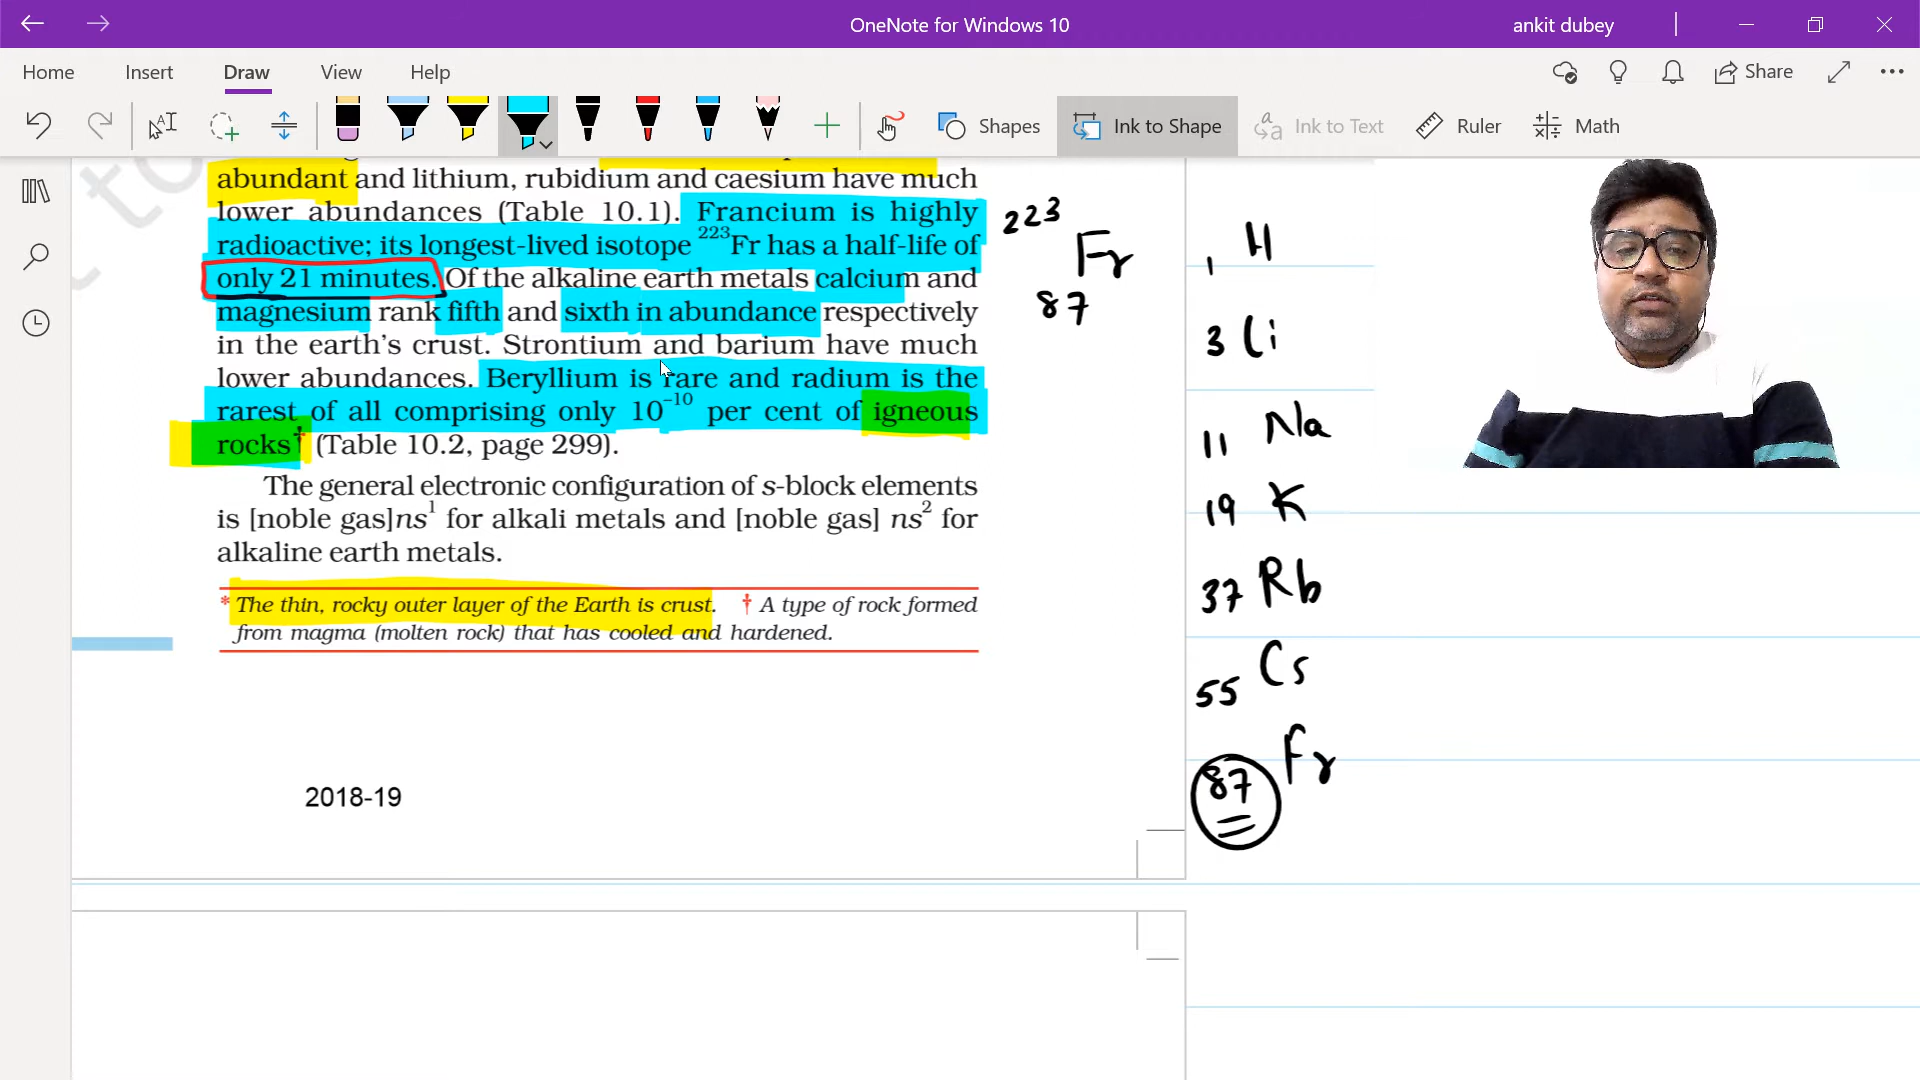 OneNote for Windows 10
ankit dubey
Home
Insert
Draw
View
Help
Share
Shapes
Ink to Shape
Ink to Text
Ruler
Math
to
abundant and lithium, rubidium and caesium have much
lower abundances (Table 10.1). Francium is highly
radioactive; its longest-lived isotope ²²³Fr has a half-life of
only 21 minutes. Of the alkaline earth metals calcium and
magnesium rank fifth and sixth in abundance respectively
in the earth's crust. Strontium and barium have much
lower abundances. Beryllium is rare and radium is the
rarest of all comprising only 10⁻¹⁰ per cent of igneous
rocks† (Table 10.2, page 299).
The general electronic configuration of s-block elements
is [noble gas]ns¹ for alkali metals and [noble gas] ns² for
alkaline earth metals.
* The thin, rocky outer layer of the Earth is crust. † A type of rock formed
from magma (molten rock) that has cooled and hardened.
2018-19
223
Fr
87
1 H
3 Li
11 Na
19 K
37 Rb
55 Cs
87 Fr